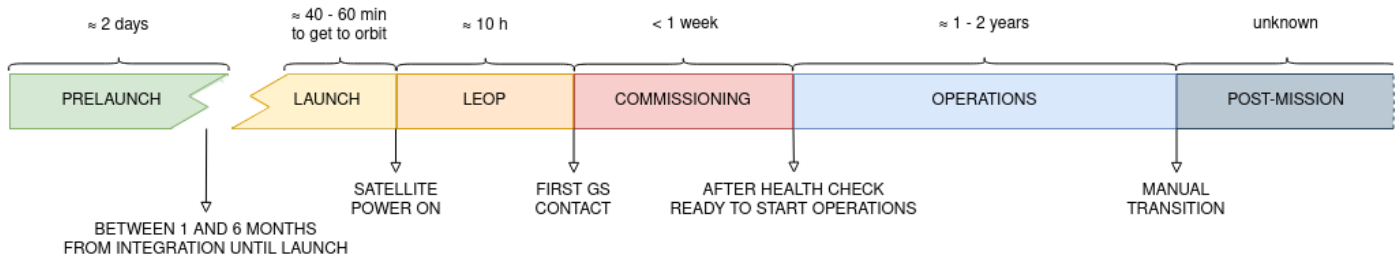 ≈ 2 days
≈ 40 - 60 min
to get to orbit
≈ 10 h
< 1 week
≈ 1 - 2 years
unknown
PRELAUNCH
LAUNCH
LEOP
COMMISSIONING
OPERATIONS
POST-MISSION
SATELLITE
POWER ON
FIRST GS
CONTACT
AFTER HEALTH CHECK
READY TO START OPERATIONS
MANUAL
TRANSITION
BETWEEN 1 AND 6 MONTHS
FROM INTEGRATION UNTIL LAUNCH